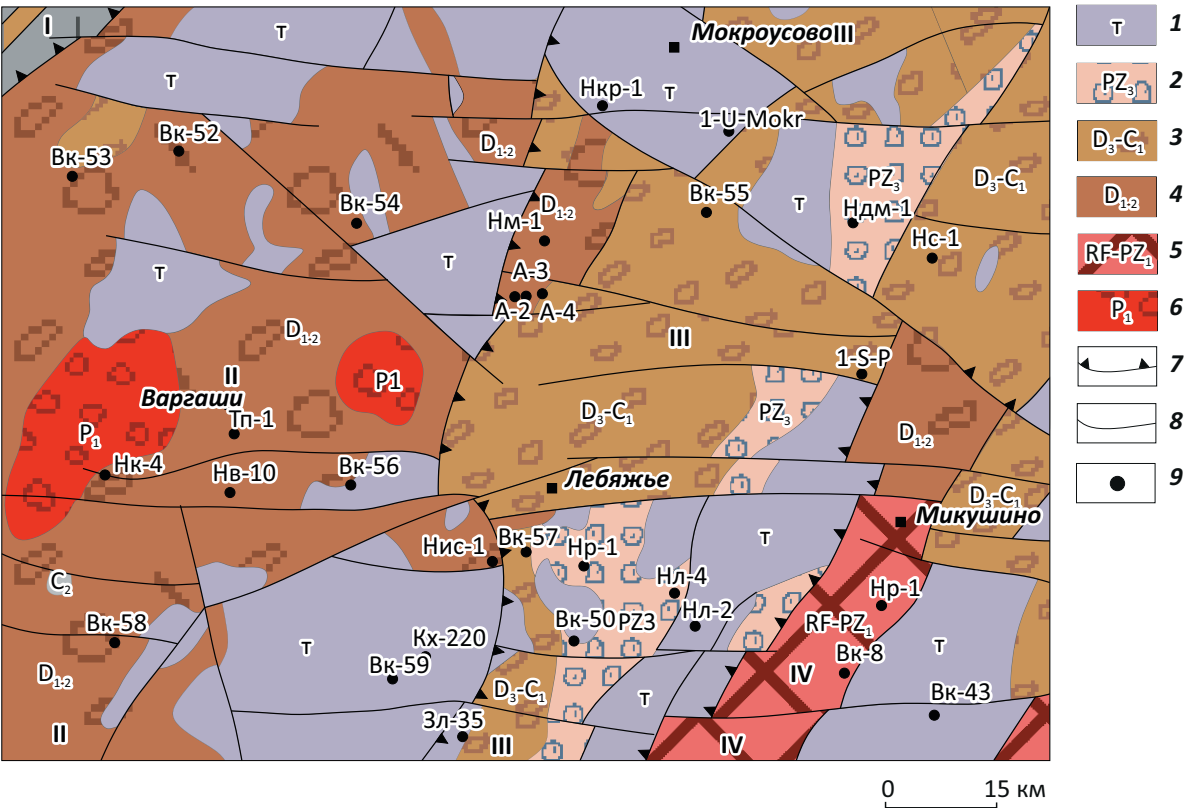 I
т
Мокроусово
III
т
Нкр-1
т
1-U-Mokr
Вк-52
D₁₋₂
Вк-53
PZ₃
D₃-C₁
Вк-55
Вк-54
D₁₋₂
т
Ндм-1
Нм-1
Нс-1
т
т
А-3
А-2
А-4
D₁₋₂
III
1-S-P
II
P1
Варгаши
Тп-1
D₃-C₁
PZ₃
P₁
D₁₋₂
Нк-4
Нв-10
Вк-56
Лебяжье
D₃-C₁
Микушино
Нис-1
Вк-57
Нр-1
т
C₂
Нл-4
Нр-1
Вк-58
Вк-50
PZ3
Нл-2
RF-PZ₁
Кх-220
т
т
D₁₋₂
Вк-59
Вк-8
IV
D₃-C₁
т
Вк-43
Зл-35
II
III
IV
т 1
PZ₃ 2
D₃-C₁ 3
D₁₋₂ 4
RF-PZ₁ 5
P₁ 6
7
8
9
0 15 км